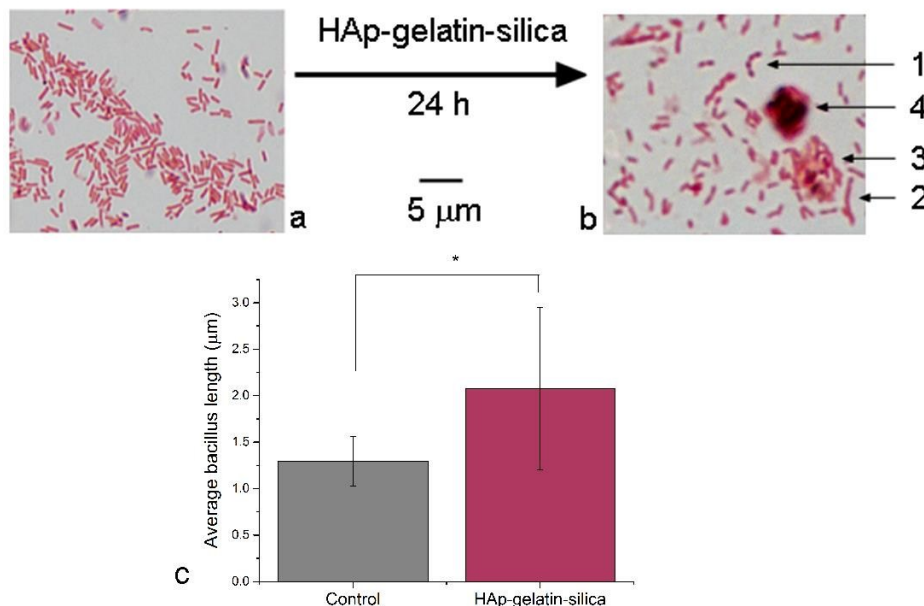 HAp-gelatin-silica
24 h
5 μm
a
b
1
4
3
2
*
Average bacillus length (μm)
3.0
2.5
2.0
1.5
1.0
0.5
0.0
c
Control
HAp-gelatin-silica